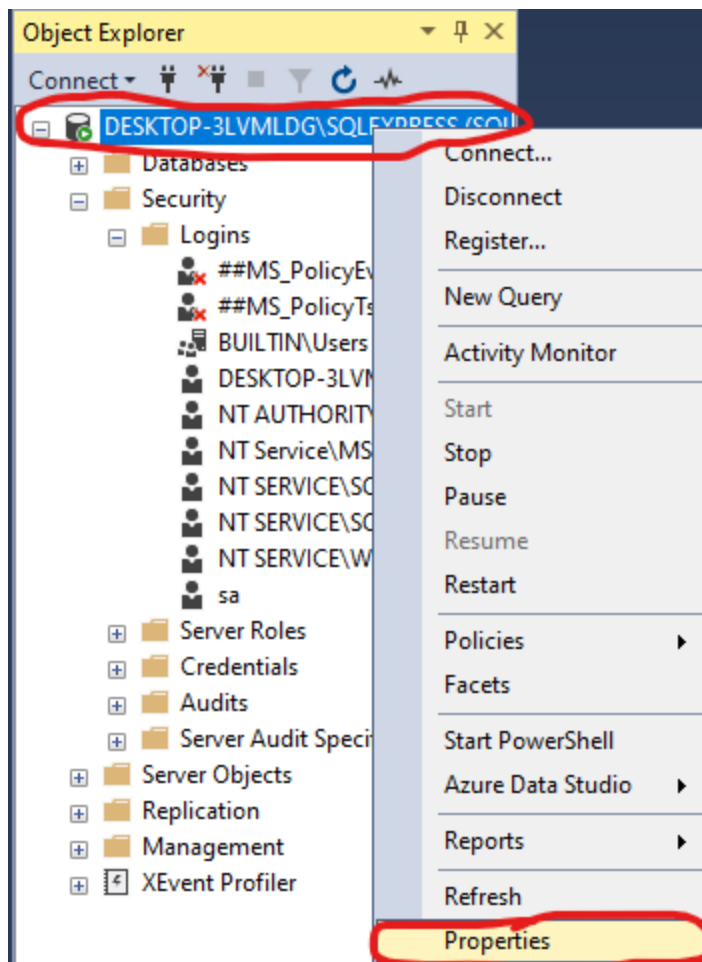 Object Explorer
Connect
DESKTOP-3LVMLDG\SQLEXPRESS (SQL
Databases
Security
Logins
##MS_PolicyEv
##MS_PolicyTs
BUILTIN\Users
DESKTOP-3LVM
NT AUTHORITY
NT Service\MS
NT SERVICE\SQ
NT SERVICE\SQ
NT SERVICE\W
sa
Server Roles
Credentials
Audits
Server Audit Specif
Server Objects
Replication
Management
XEvent Profiler
Connect...
Disconnect
Register...
New Query
Activity Monitor
Start
Stop
Pause
Resume
Restart
Policies
Facets
Start PowerShell
Azure Data Studio
Reports
Refresh
Properties